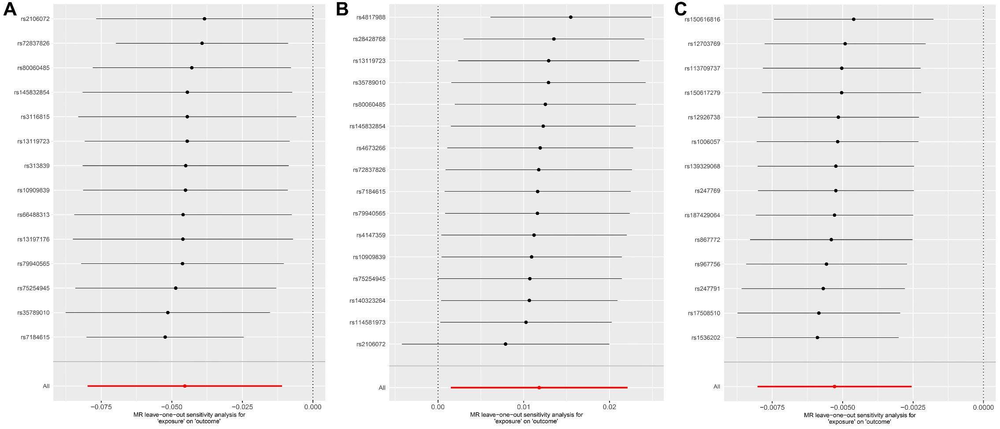 A
rs2106072
rs72837826
rs80060485
rs145832854
rs3116815
rs13119723
rs313839
rs10909839
rs66488313
rs13197176
rs79940565
rs75254945
rs35789010
rs7184615
All
−0.075 −0.050 −0.025 0.000
MR leave−one−out sensitivity analysis for
'exposure' on 'outcome'
B
rs4817988
rs28428768
rs13119723
rs35789010
rs80060485
rs145832854
rs4673266
rs72837826
rs7184615
rs79940565
rs4147359
rs10909839
rs75254945
rs140323264
rs114581973
rs2106072
All
0.00 0.01 0.02
MR leave−one−out sensitivity analysis for
'exposure' on 'outcome'
C
rs150616816
rs12703769
rs113709737
rs150617279
rs12926738
rs1006057
rs139329068
rs247769
rs187429064
rs867772
rs967756
rs247791
rs17508510
rs1536202
All
−0.0075 −0.0050 −0.0025 0.0000
MR leave−one−out sensitivity analysis for
'exposure' on 'outcome'